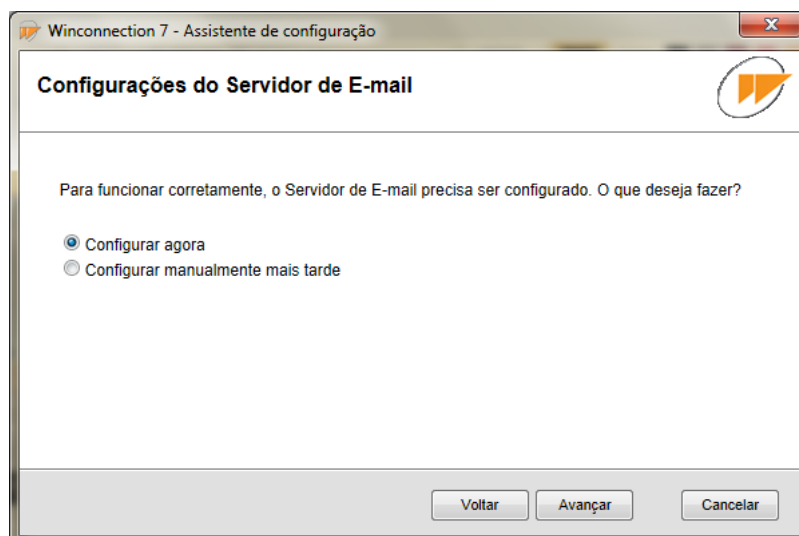 Winconnection 7 - Assistente de configuração
Configurações do Servidor de E-mail
Para funcionar corretamente, o Servidor de E-mail precisa ser configurado. O que deseja fazer?
Configurar agora
Configurar manualmente mais tarde
Voltar Avançar Cancelar